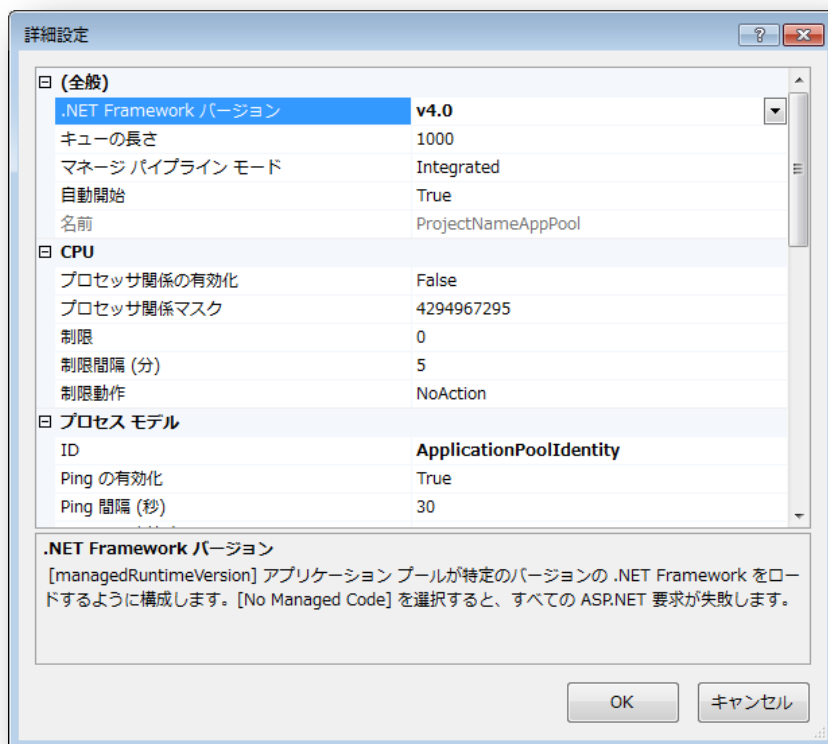 詳細設定
(全般)
.NET Framework バージョン v4.0
キューの長さ 1000
マネージ パイプライン モード Integrated
自動開始 True
名前 ProjectNameAppPool
CPU
プロセッサ関係の有効化 False
プロセッサ関係マスク 4294967295
制限 0
制限間隔 (分) 5
制限動作 NoAction
プロセス モデル
ID ApplicationPoolIdentity
Ping の有効化 True
Ping 間隔 (秒) 30
.NET Framework バージョン
[managedRuntimeVersion] アプリケーション プールが特定のバージョンの .NET Framework をロー
ドするように構成します。[No Managed Code] を選択すると、すべての ASP.NET 要求が失敗します。
OK キャンセル